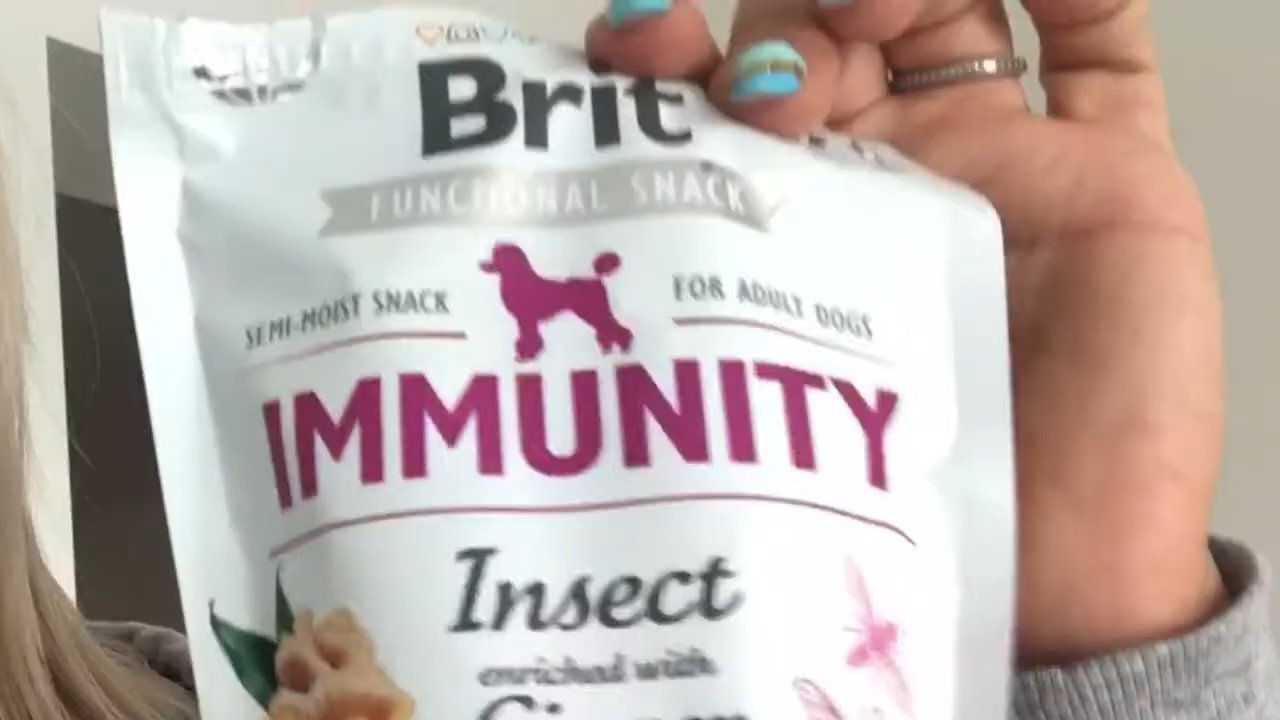 Brit
FUNCTIONAL SNACK
SEMI-MOIST SNACK
FOR ADULT DOGS
IMMUNITY
Insect
enriched with